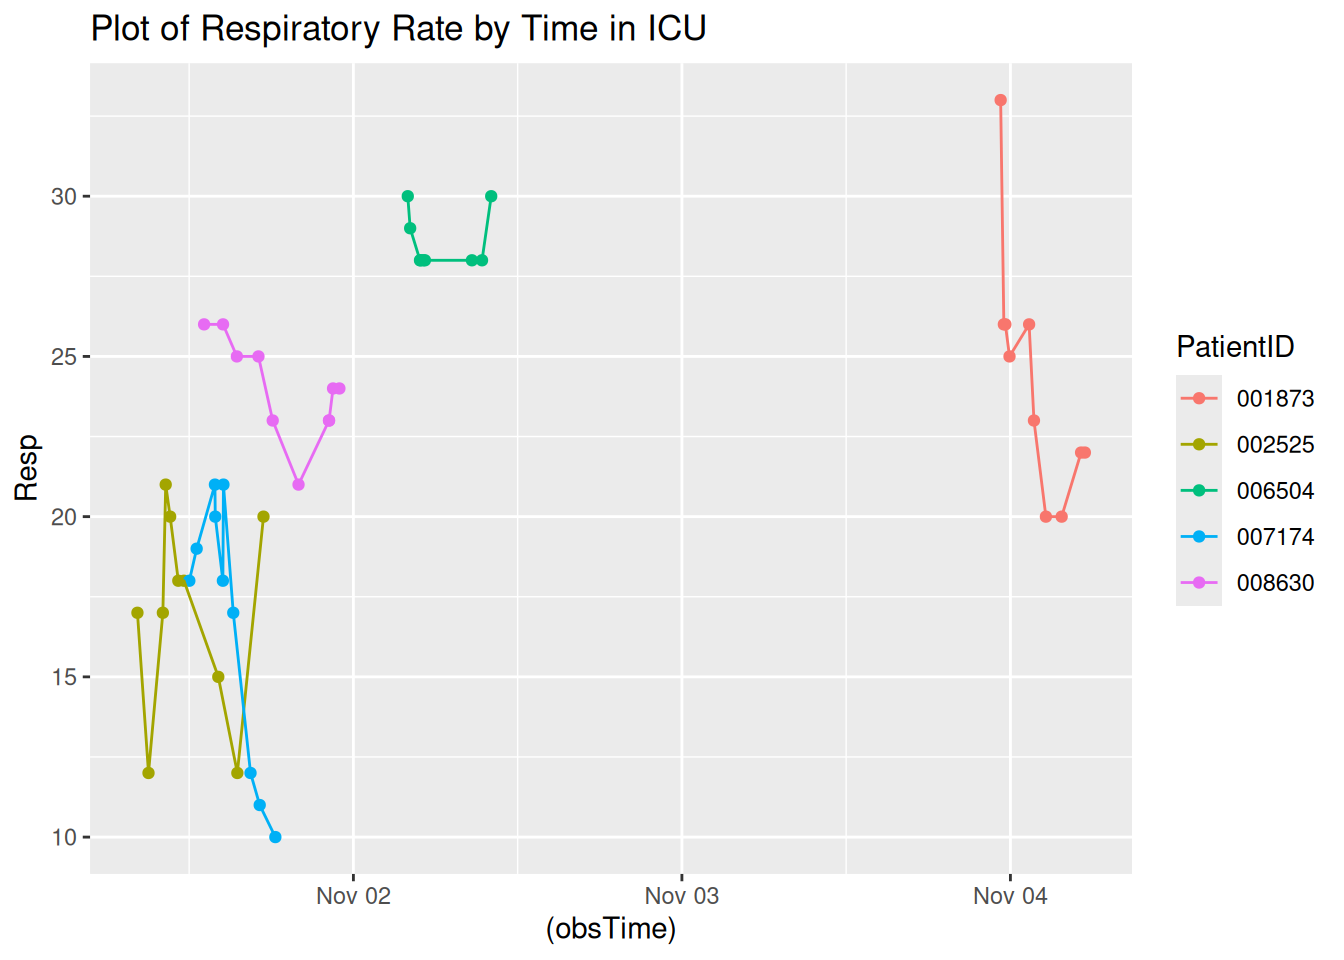 Plot of Respiratory Rate by Time in ICU
Resp
30
25
20
15
10
Nov 02
Nov 03
Nov 04
(obsTime)
PatientID
001873
002525
006504
007174
008630